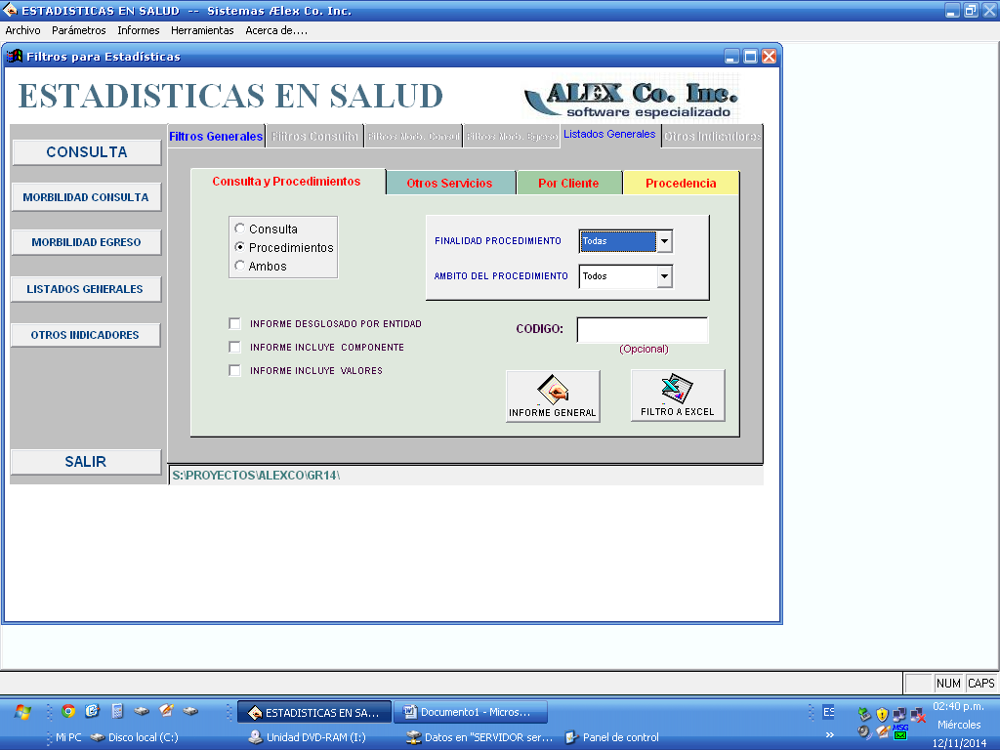 ESTADISTICAS EN SALUD -- Sistemas Ælex Co. Inc.
Archivo Parámetros Informes Herramientas Acerca de....
Filtros para Estadísticas
ESTADISTICAS EN SALUD
ALEX Co. Inc.
software especializado
Filtros Generales Filtros Consulta Filtros Morb. Consul Filtros Morb. Egreso Listados Generales Otros Indicadores
CONSULTA
MORBILIDAD CONSULTA
MORBILIDAD EGRESO
LISTADOS GENERALES
OTROS INDICADORES
SALIR
Consulta y Procedimientos Otros Servicios Por Cliente Procedencia
Consulta
Procedimientos
Ambos
FINALIDAD PROCEDIMIENTO Todas
AMBITO DEL PROCEDIMIENTO Todos
INFORME DESGLOSADO POR ENTIDAD
INFORME INCLUYE COMPONENTE
INFORME INCLUYE VALORES
CODIGO:
(Opcional)
INFORME GENERAL
FILTRO A EXCEL
S:\PROYECTOS\ALEXCO\GR14\
NUM CAPS
ESTADISTICAS EN SA... Documento1 - Micros... ES
02:40 p.m.
Miércoles
12/11/2014
MSG
Mi PC Disco local (C:) Unidad DVD-RAM (I:) Datos en "SERVIDOR ser... Panel de control »